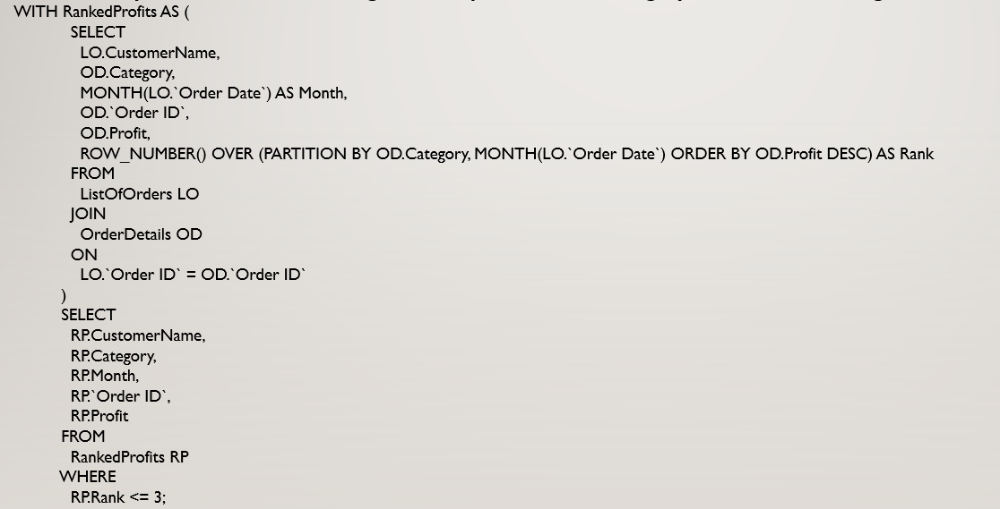 WITH RankedProfits AS (
SELECT
LO.CustomerName,
OD.Category,
MONTH(LO.`Order Date`) AS Month,
OD.`Order ID`,
OD.Profit,
ROW_NUMBER() OVER (PARTITION BY OD.Category, MONTH(LO.`Order Date`) ORDER BY OD.Profit DESC) AS Rank
FROM
ListOfOrders LO
JOIN
OrderDetails OD
ON
LO.`Order ID` = OD.`Order ID`
)
SELECT
RP.CustomerName,
RP.Category,
RP.Month,
RP.`Order ID`,
RP.Profit
FROM
RankedProfits RP
WHERE
RP.Rank <= 3;